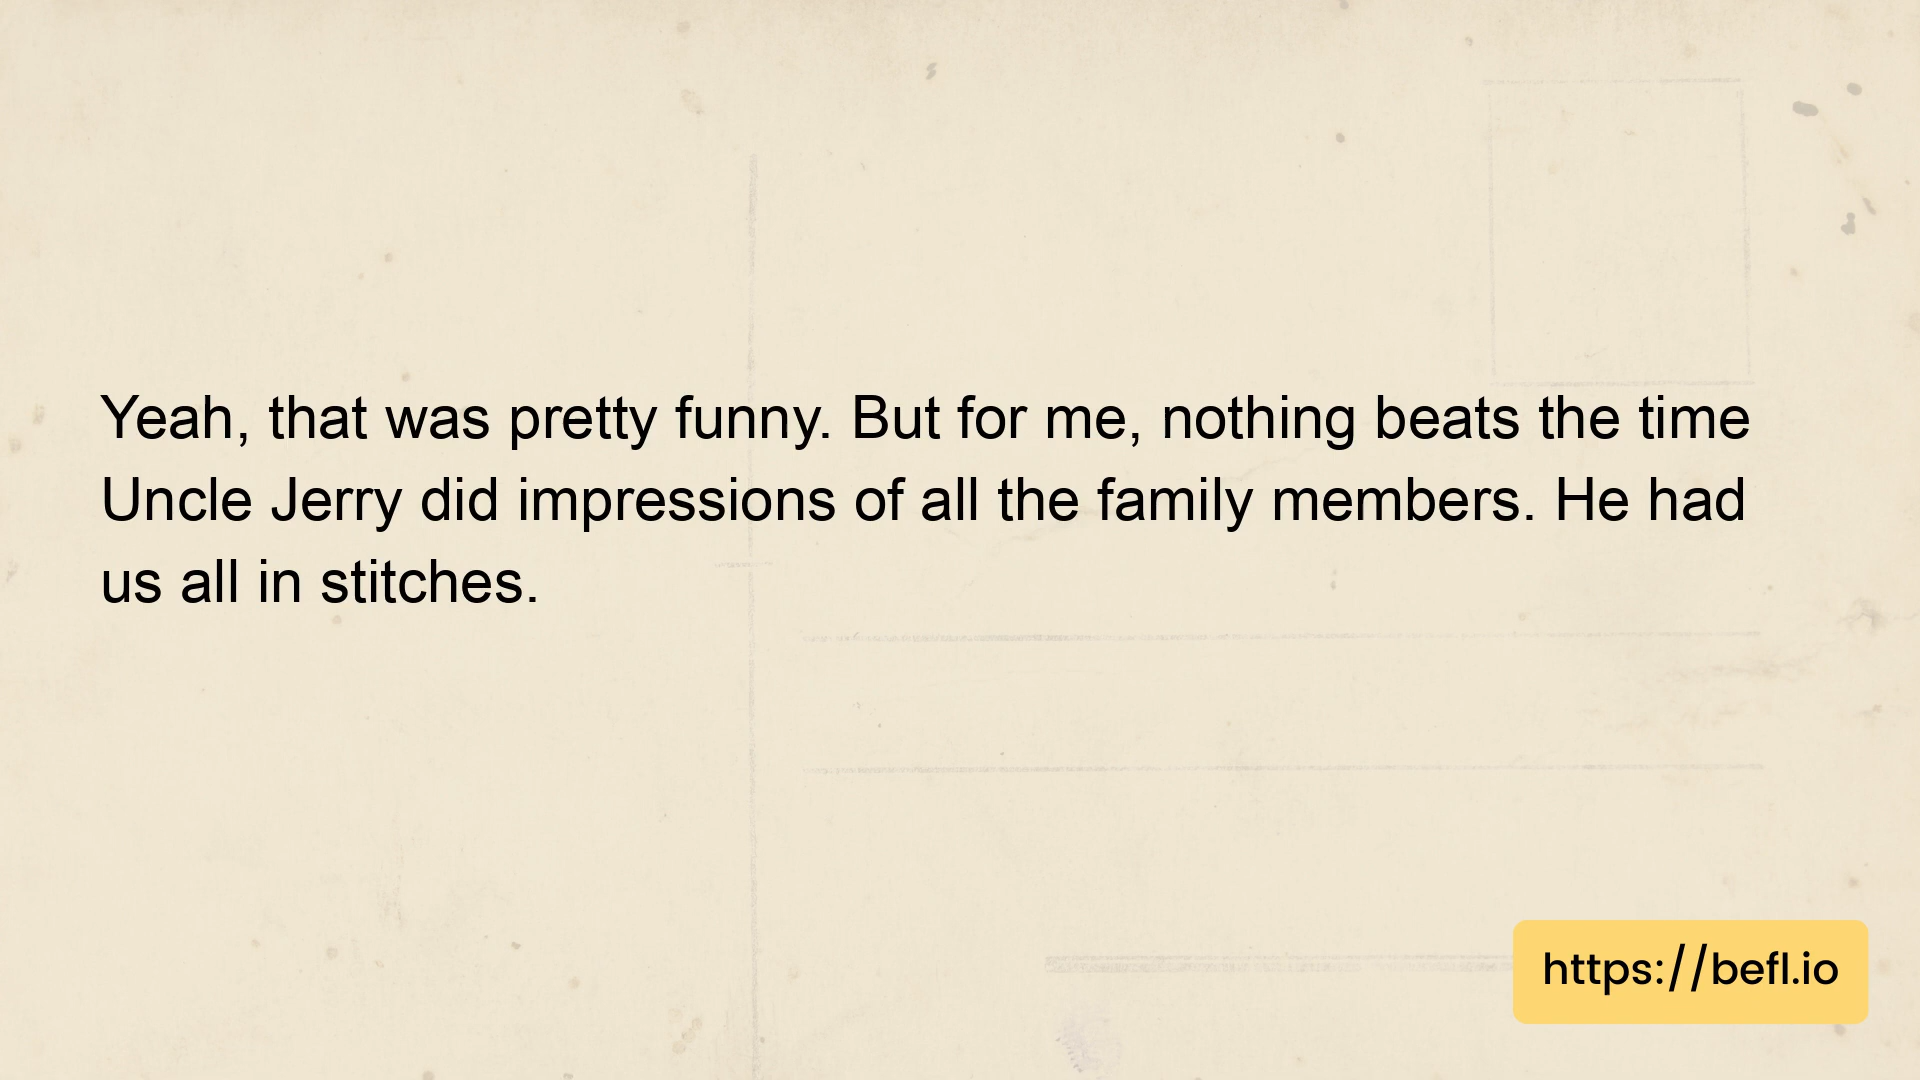 Yeah, that was pretty funny. But for me, nothing beats the time
Uncle Jerry did impressions of all the family members. He had
us all in stitches.
https://befl.io